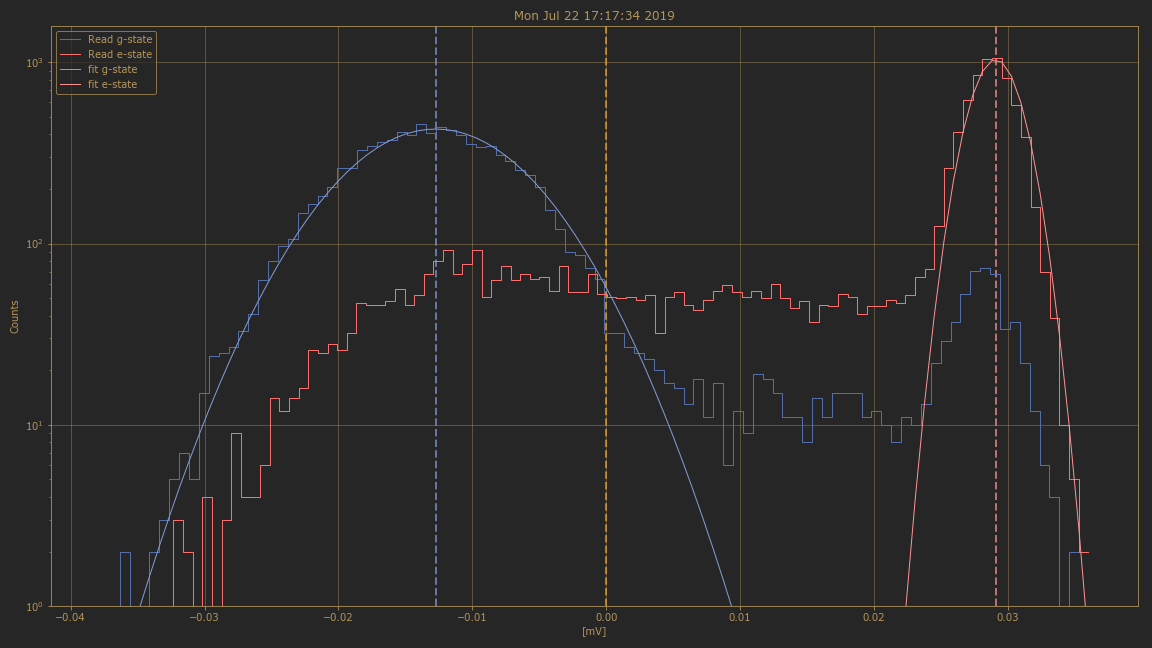 Mon Jul 22 17:17:34 2019
Read g-state
Read e-state
fit g-state
fit e-state
10³
10²
10¹
10⁰
Counts
−0.04 −0.03 −0.02 −0.01 0.00 0.01 0.02 0.03
[mV]